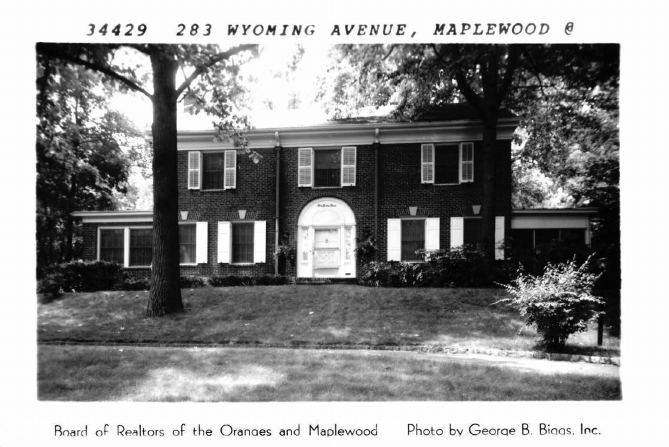 34429 283 WYOMING AVENUE, MAPLEWOOD @
Board of Realtors of the Oranges and Maplewood Photo by George B. Biggs, Inc.